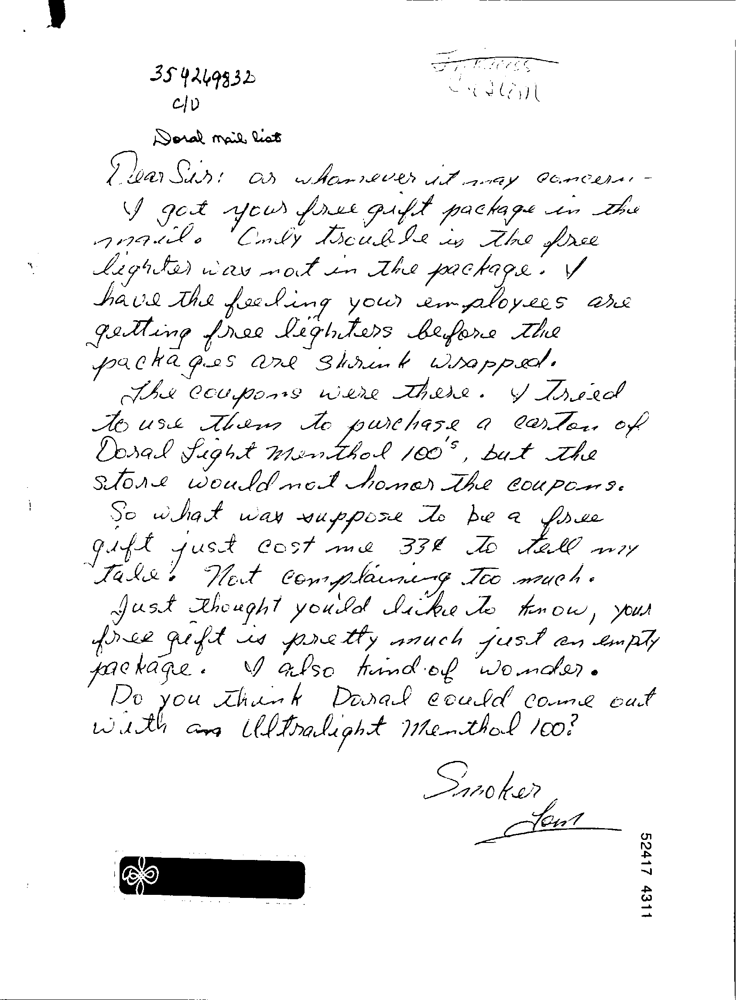 354269832
c/o
Doral mail list
Dear Sir: or whomever it may concern -
I got your free gift package in the
mail. Only trouble is the free
lighter was not in the package. I
have the feeling your employees are
getting free lighters before the
packages are shrink wrapped.
The coupons were there. I tried
to use them to purchase a carton of
Doral Light Menthol 100's, but the
store would not honor the coupons.
So what was suppose to be a free
gift just cost me 33¢ to tell my
tale! Not complaining too much.
Just thought you'd like to know, your
free gift is pretty much just an empty
package. I also kind of wonder.
Do you think Doral could come out
with an Ultralight Menthol 100?
Smoker
52417 4311